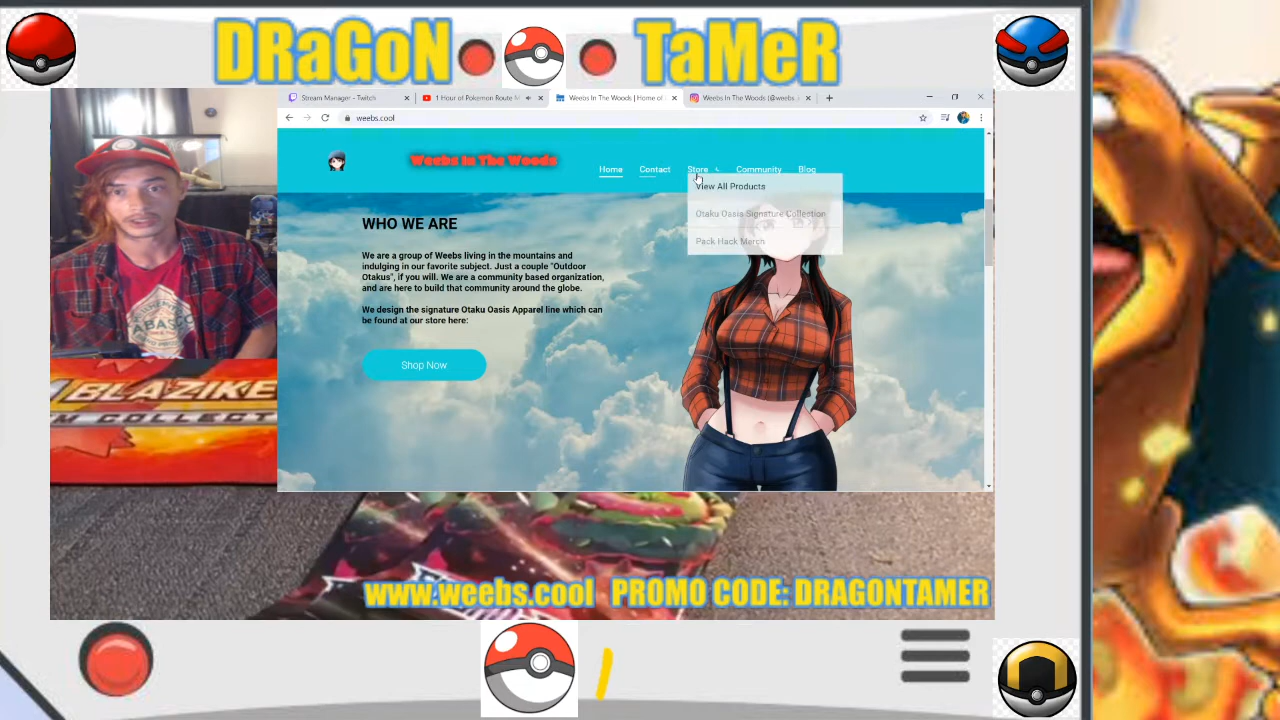 DRaGoN TaMeR
Stream Manager - Twitch
1 Hour of Pokemon Route M
Weebs In The Woods | Home of
Weebs In The Woods (@weebs.
weebs.cool
Weebs In The Woods
Home Contact Store Community Blog
View All Products
Otaku Oasis Signature Collection
Pack Hack Merch
WHO WE ARE
We are a group of Weebs living in the mountains and
indulging in our favorite subject. Just a couple "Outdoor
Otakus", if you will. We are a community based organization,
and are here to build that community around the globe.
We design the signature Otaku Oasis Apparel line which can
be found at our store here:
Shop Now
BLAZIKE
M COLLECT
www.weebs.cool PROMO CODE: DRAGONTAMER